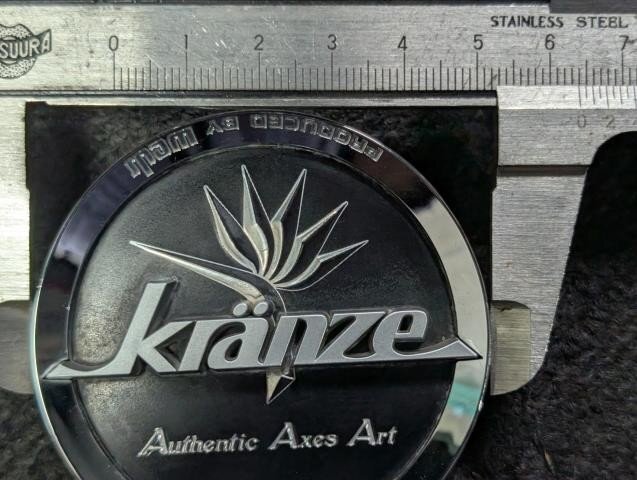 SUURA
STAINLESS STEEL
0 1 2 3 4 5 6 7
0 2
PRODUCED BY weds
kränze
Authentic Axes Art